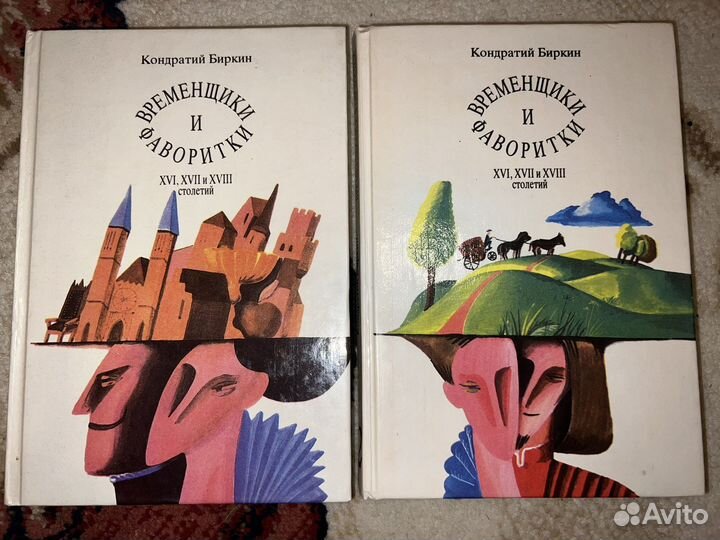 Кондратий Биркин
ВРЕМЕНЩИКИ
И
ФАВОРИТКИ
XVI, XVII и XVIII
столетий
Кондратий Биркин
ВРЕМЕНЩИКИ
И
ФАВОРИТКИ
XVI, XVII и XVIII
столетий
Avito